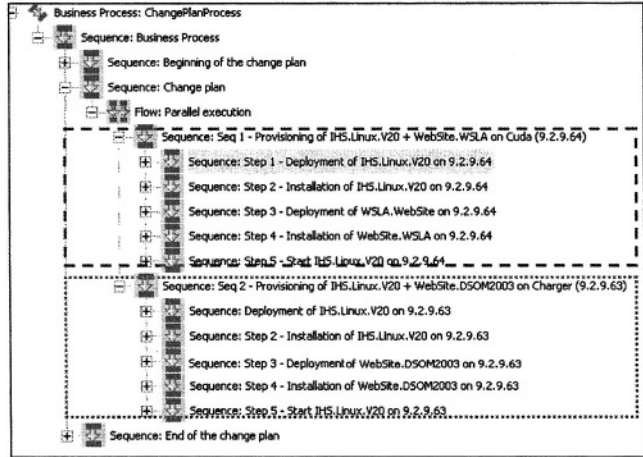 Business Process: ChangePlanProcess
Sequence: Business Process
Sequence: Beginning of the change plan
Sequence: Change plan
Flow: Parallel execution
Sequence: Seq 1 - Provisioning of IHS.Linux.V20 + WebSite.WSLA on Cuda (9.2.9.64)
Sequence: Step 1 - Deployment of IHS.Linux.V20 on 9.2.9.64
Sequence: Step 2 - Installation of IHS.Linux.V20 on 9.2.9.64
Sequence: Step 3 - Deployment of WSLA.WebSite on 9.2.9.64
Sequence: Step 4 - Installation of WebSite.WSLA on 9.2.9.64
Sequence: Step 5 - Start IHS.Linux.V20 on 9.2.9.64
Sequence: Seq 2 - Provisioning of IHS.Linux.V20 + WebSite.DSOM2003 on Charger (9.2.9.63)
Sequence: Deployment of IHS.Linux.V20 on 9.2.9.63
Sequence: Step 2 - Installation of IHS.Linux.V20 on 9.2.9.63
Sequence: Step 3 - Deployment of WebSite.DSOM2003 on 9.2.9.63
Sequence: Step 4 - Installation of WebSite.DSOM2003 on 9.2.9.63
Sequence: Step 5 - Start IHS.Linux.V20 on 9.2.9.63
Sequence: End of the change plan